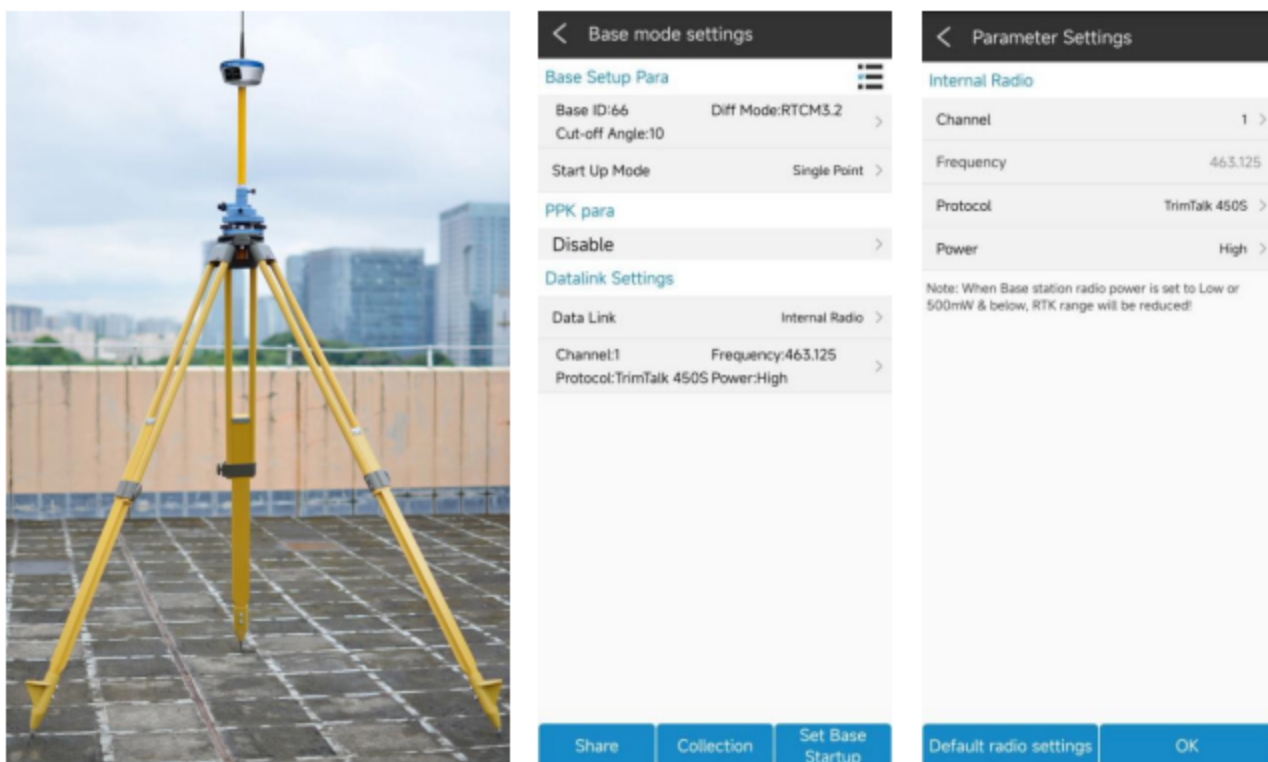 Base mode settings
Base Setup Para
Base ID:66 Diff Mode:RTCM3.2
Cut-off Angle:10
Start Up Mode Single Point
PPK para
Disable
Datalink Settings
Data Link Internal Radio
Channel:1 Frequency:463.125
Protocol:TrimTalk 450S Power:High
Share Collection Set Base
Startup
Parameter Settings
Internal Radio
Channel 1
Frequency 463.125
Protocol TrimTalk 450S
Power High
Note: When Base station radio power is set to Low or
500mW & below, RTK range will be reduced!
Default radio settings OK